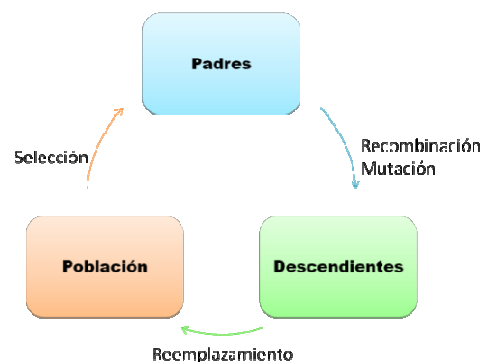 Padres
Selección
Recombinación
Mutación
Población
Descendientes
Reemplazamiento